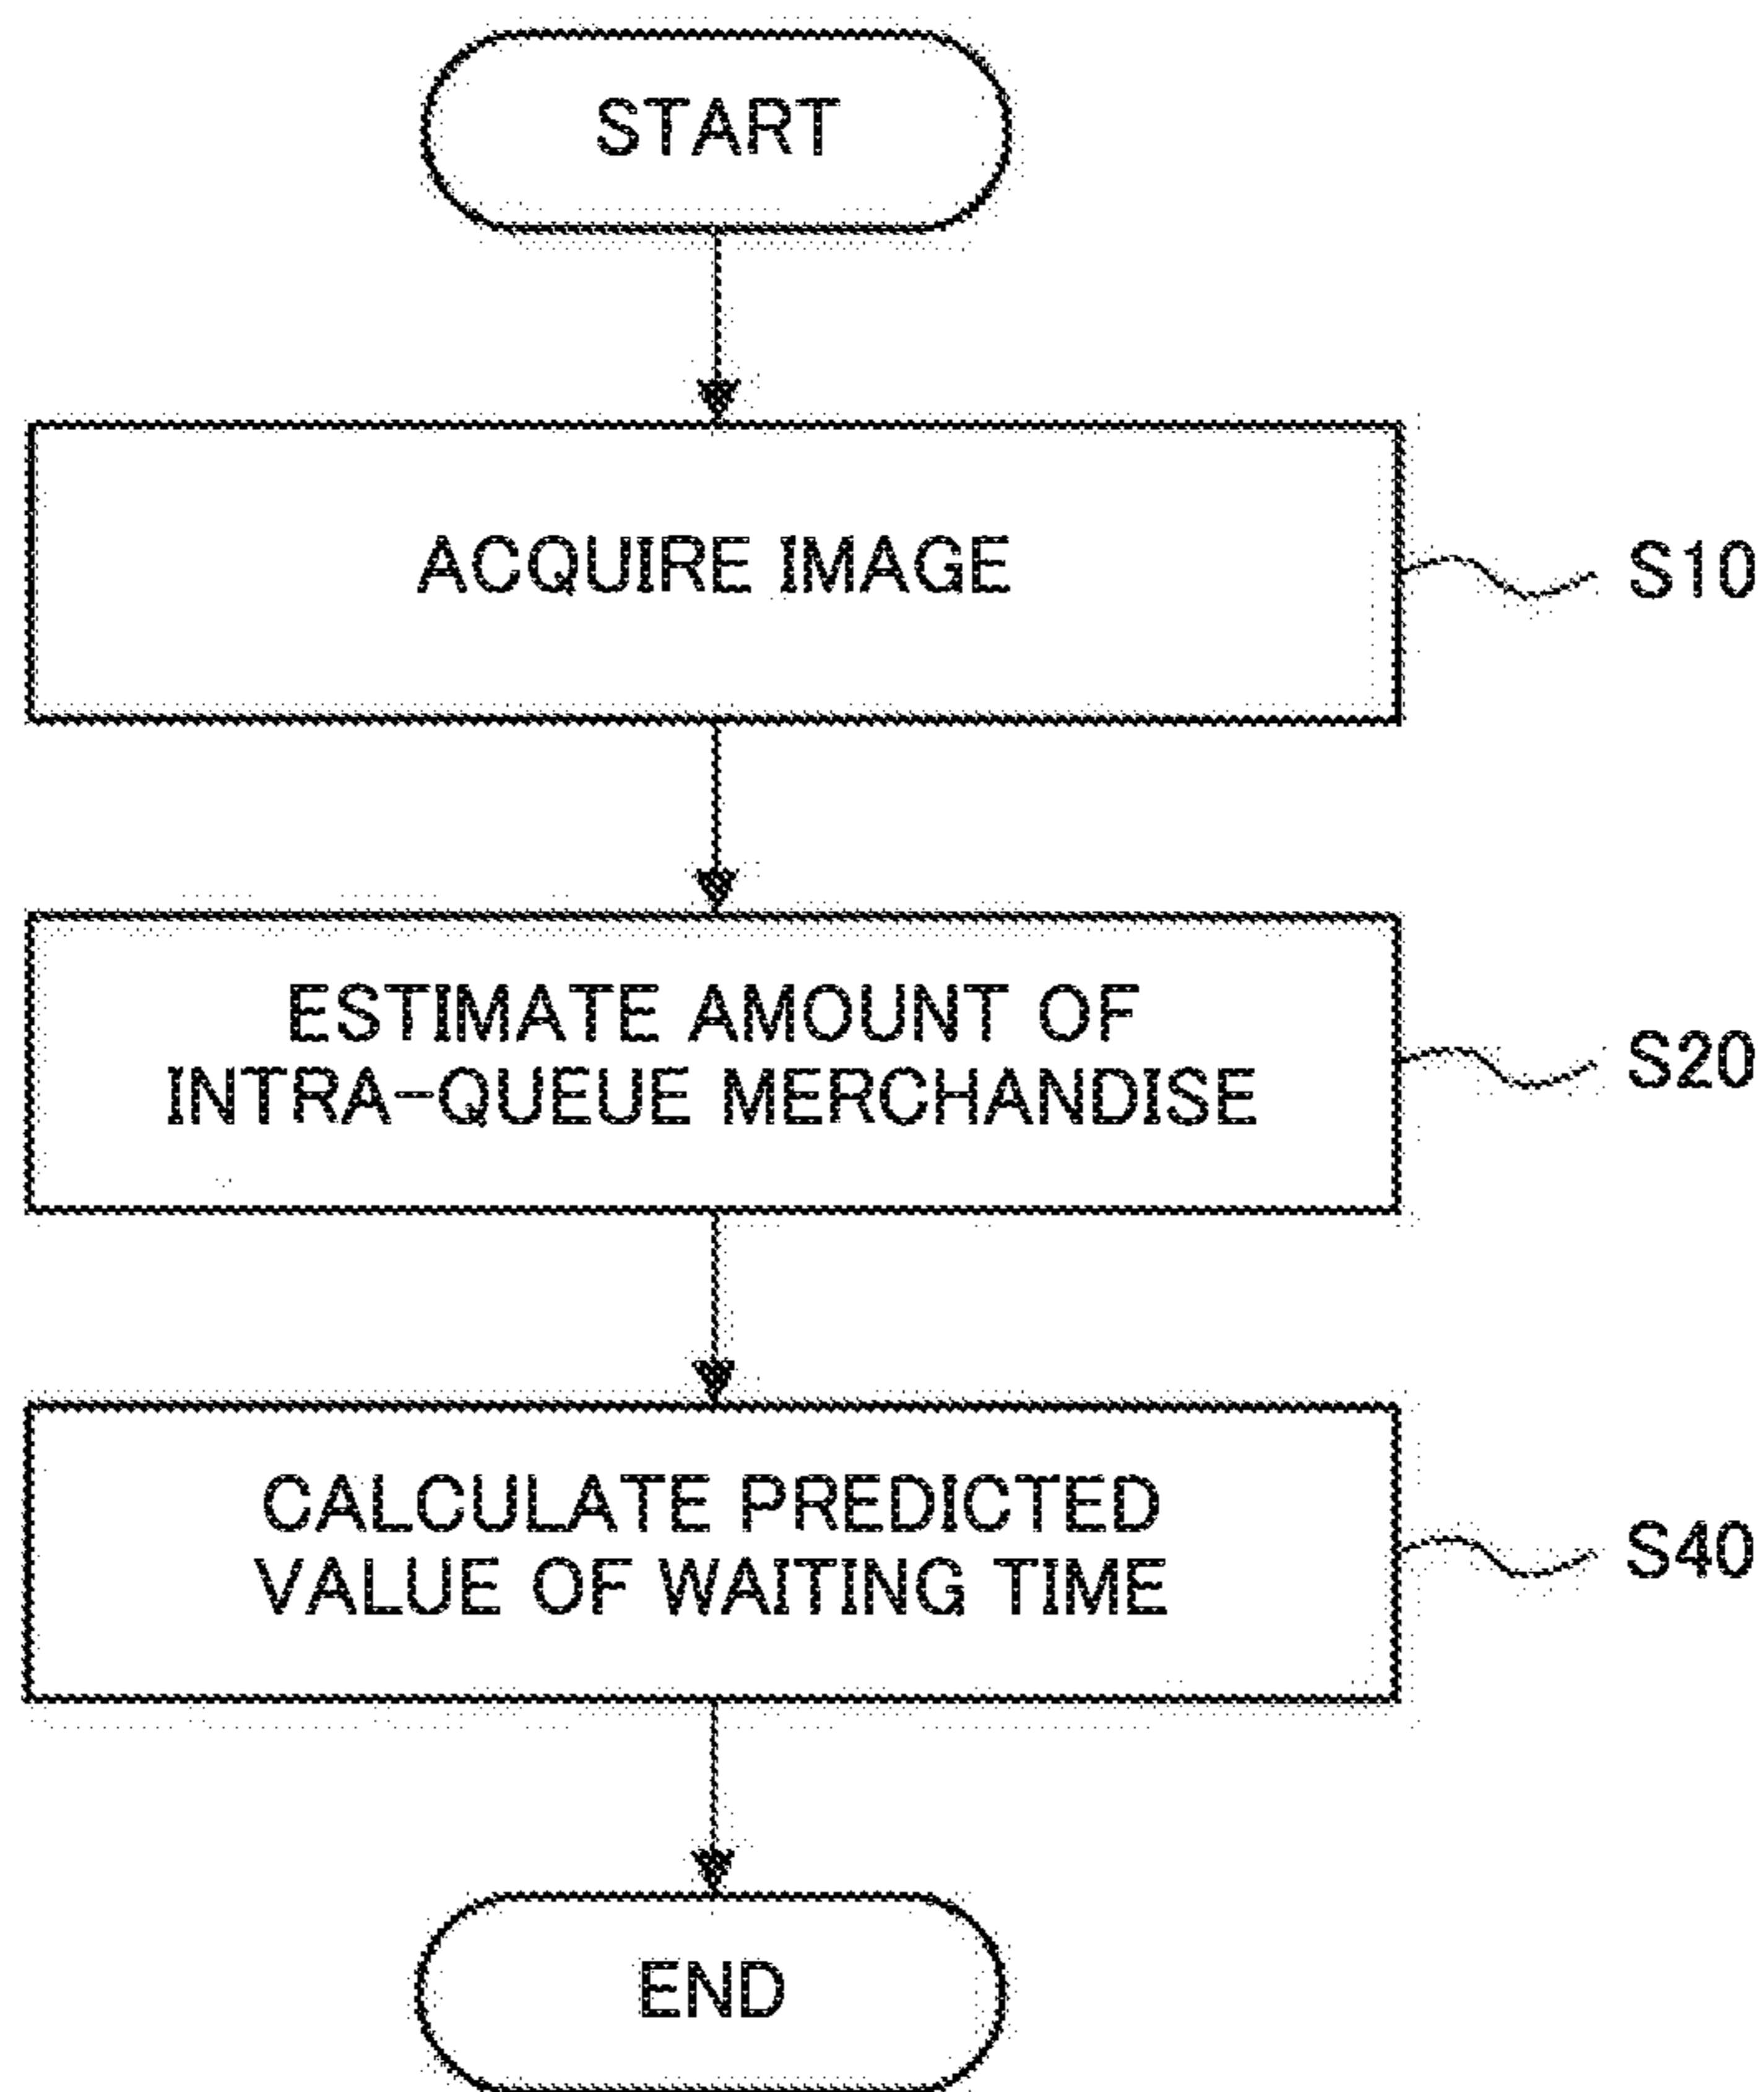 START
ACQUIRE IMAGE
S10
ESTIMATE AMOUNT OF
INTRA-QUEUE MERCHANDISE
S20
CALCULATE PREDICTED
VALUE OF WAITING TIME
S40
END